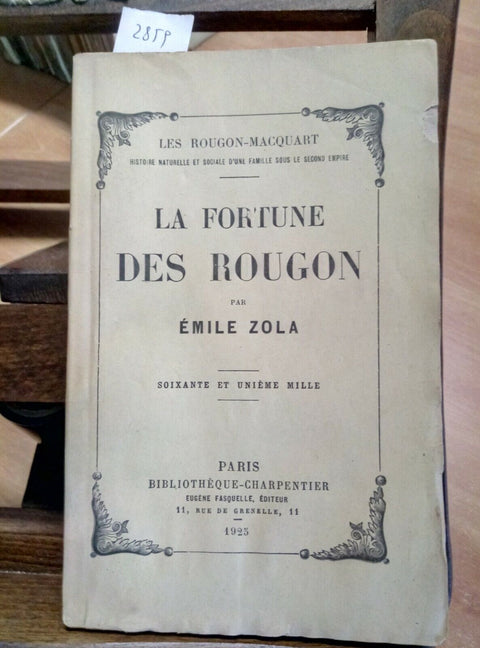 2859
LES ROUGON-MACQUART
HISTOIRE NATURELLE ET SOCIALE D'UNE FAMILLE SOUS LE SECOND EMPIRE
LA FORTUNE
DES ROUGON
PAR
ÉMILE ZOLA
SOIXANTE ET UNIÈME MILLE
PARIS
BIBLIOTHÈQUE-CHARPENTIER
EUGÈNE FASQUELLE, ÉDITEUR
11, RUE DE GRENELLE, 11
1925